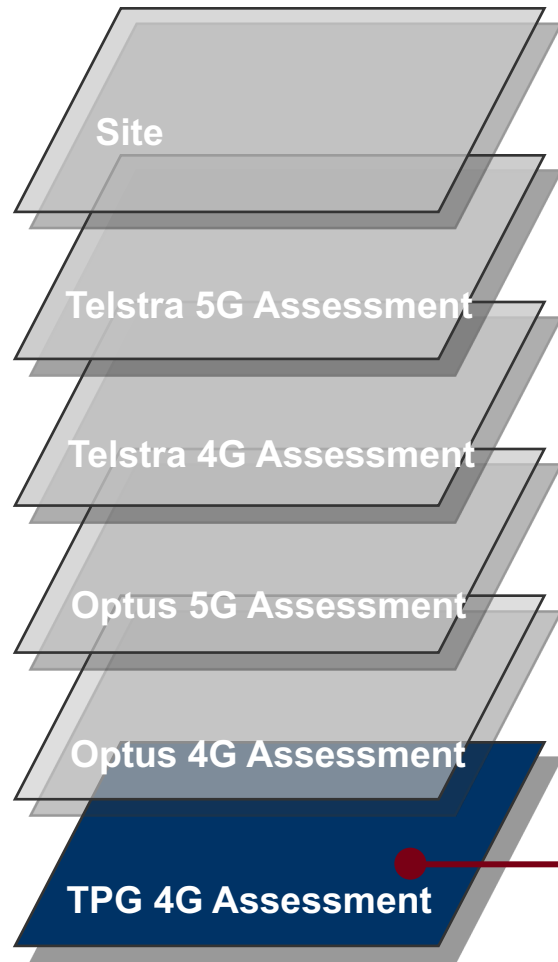 Site
Telstra 5G Assessment
Telstra 4G Assessment
Optus 5G Assessment
Optus 4G Assessment
TPG 4G Assessment